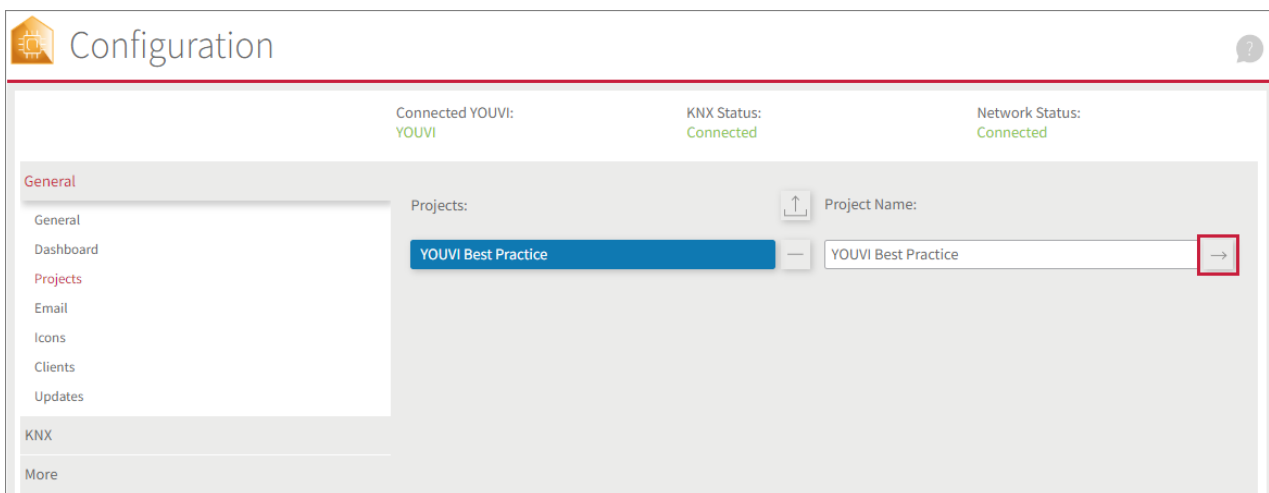 Configuration
?
Connected YOUVI:
YOUVI
KNX Status:
Connected
Network Status:
Connected
General
General
Dashboard
Projects
Email
Icons
Clients
Updates
KNX
More
Projects:
Project Name:
YOUVI Best Practice
YOUVI Best Practice